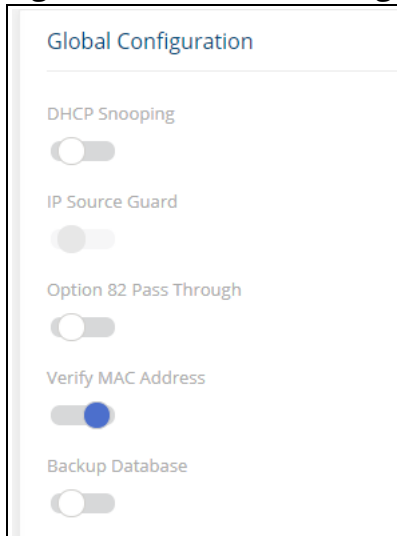 Global Configuration
DHCP Snooping
IP Source Guard
Option 82 Pass Through
Verify MAC Address
Backup Database